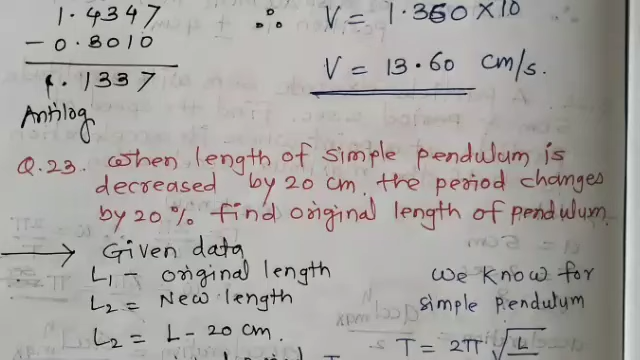 1.4347
- 0.3010
1.1337
Antilog
∴ V = 1.360 × 10
V = 13.60 cm/s.
Q.23. When length of simple pendulum is
decreased by 20 cm. the period changes
by 20% find original length of pendulum.
→ Given data
L₁ - original length
L₂ = New length
L₂ = L - 20 cm.
We know for
simple pendulum
T = 2π √L